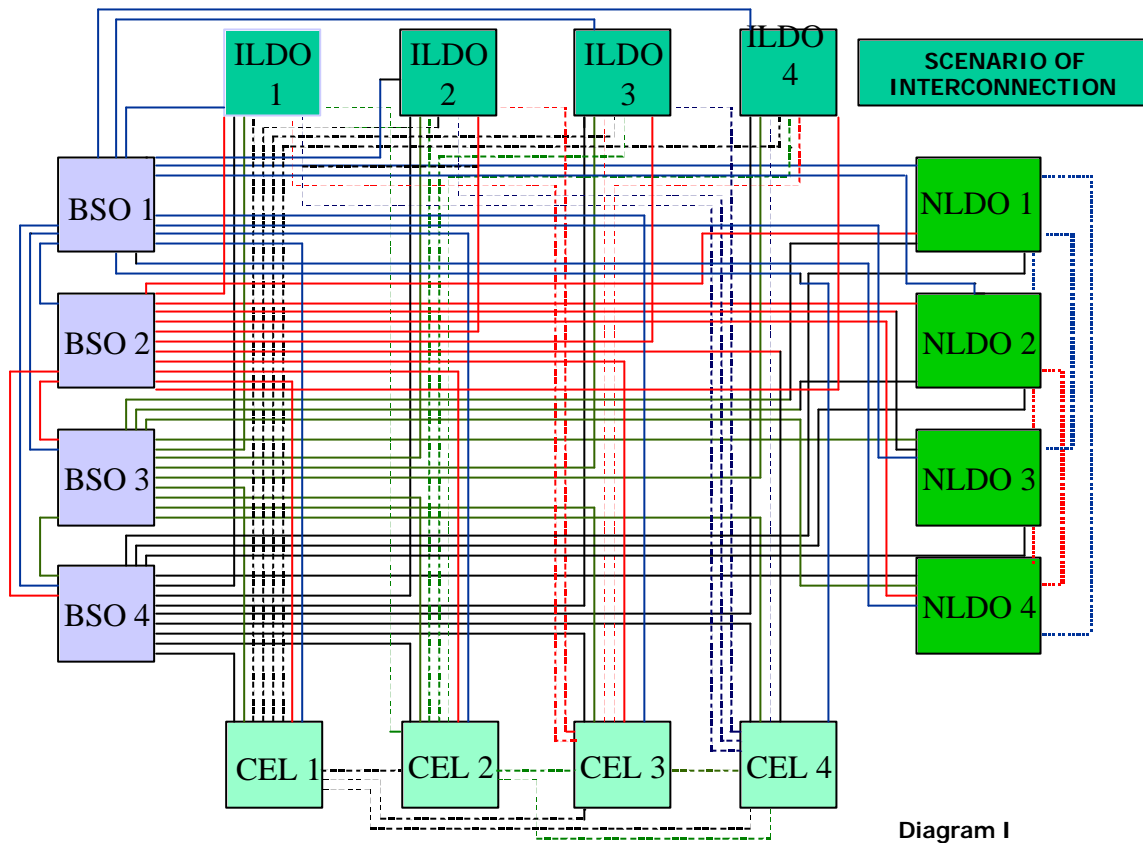 ILDO
1
ILDO
2
ILDO
3
ILDO
4
SCENARIO OF
INTERCONNECTION
BSO 1
NLDO 1
BSO 2
NLDO 2
BSO 3
NLDO 3
BSO 4
NLDO 4
CEL 1
CEL 2
CEL 3
CEL 4
Diagram I